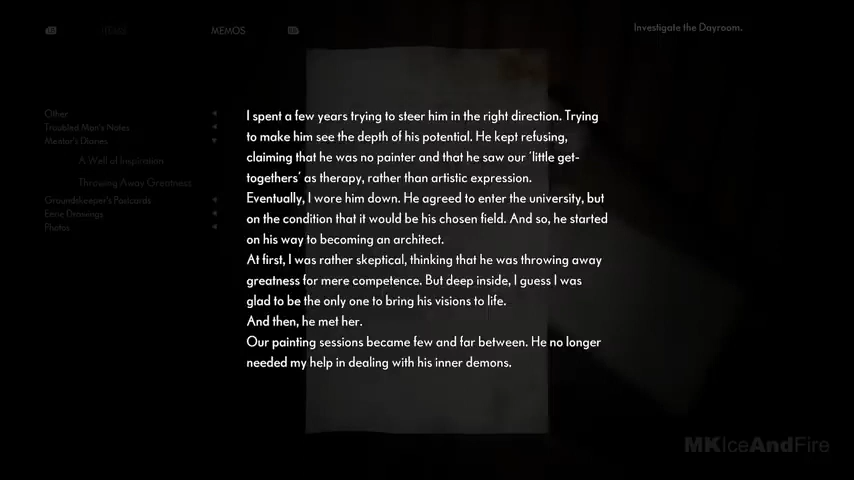 ITEMS
MEMOS
Investigate the Dayroom.
Other
Troubled Man's Notes
Mentor's Diaries
A Well of Inspiration
Throwing Away Greatness
Groundskeeper's Postcards
Eerie Drawings
Photos
I spent a few years trying to steer him in the right direction. Trying
to make him see the depth of his potential. He kept refusing,
claiming that he was no painter and that he saw our 'little get-
togethers' as therapy, rather than artistic expression.
Eventually, I wore him down. He agreed to enter the university, but
on the condition that it would be his chosen field. And so, he started
on his way to becoming an architect.
At first, I was rather skeptical, thinking that he was throwing away
greatness for mere competence. But deep inside, I guess I was
glad to be the only one to bring his visions to life.
And then, he met her.
Our painting sessions became few and far between. He no longer
needed my help in dealing with his inner demons.
MKIceAndFire